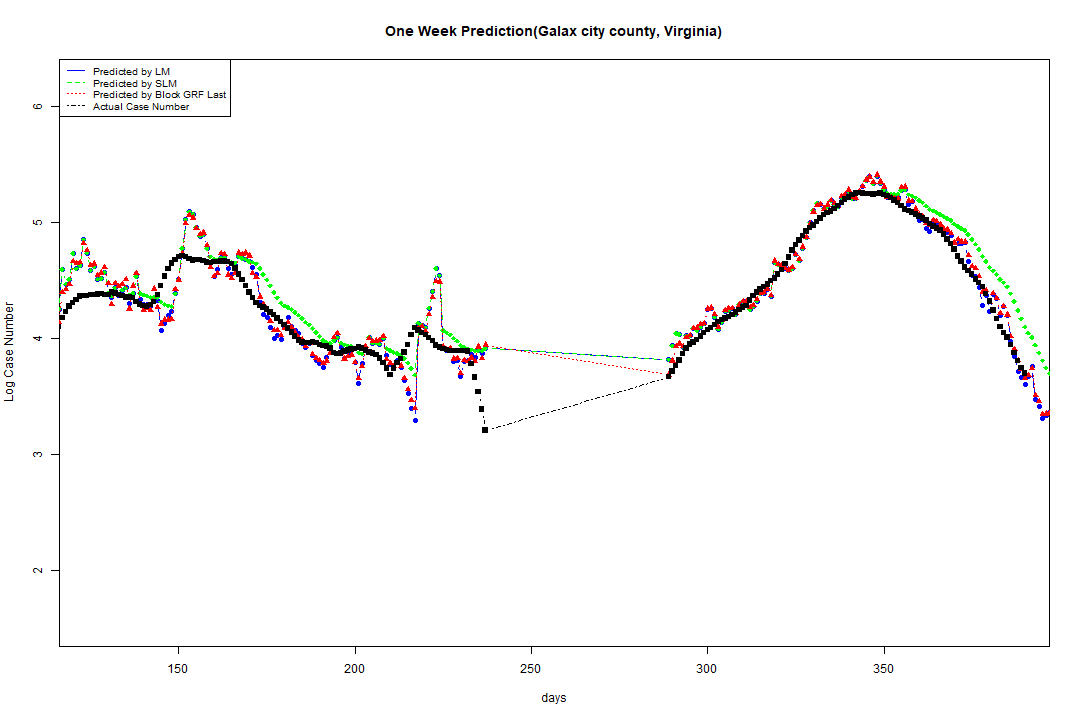 One Week Prediction(Galax city county, Virginia)
Predicted by LM
Predicted by SLM
Predicted by Block GRF Last
Actual Case Number
6
5
4
3
2
Log Case Number
150
200
250
300
350
days